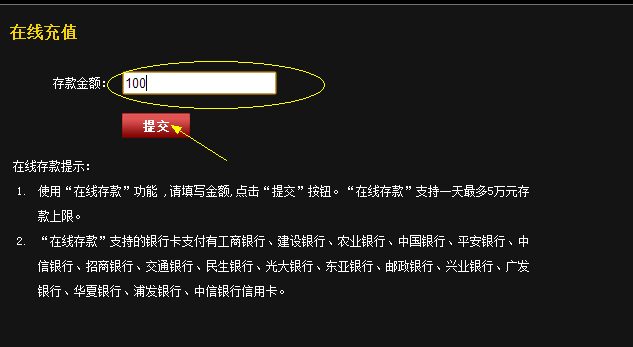 在线充值
存款金额: 100
提交
在线存款提示:
1. 使用“在线存款”功能 ,请填写金额,点击“提交”按钮。“在线存款”支持一天最多5万元存
款上限。
2. “在线存款”支持的银行卡支付有工商银行、建设银行、农业银行、中国银行、平安银行、中
信银行、招商银行、交通银行、民生银行、光大银行、东亚银行、邮政银行、兴业银行、广发
银行、华夏银行、浦发银行、中信银行信用卡。